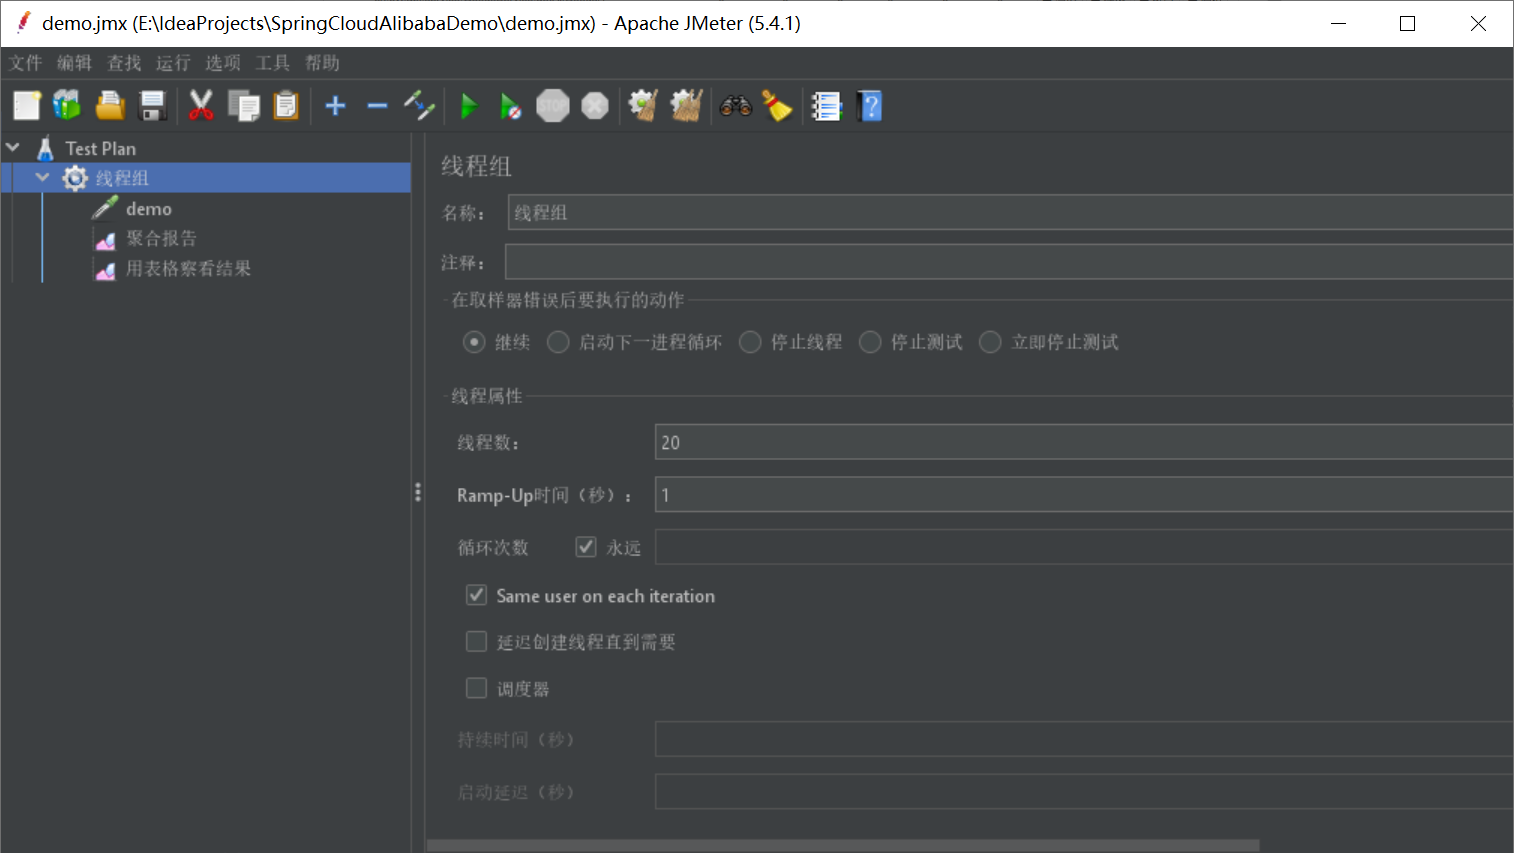 demo.jmx (E:\IdeaProjects\SpringCloudAlibabaDemo\demo.jmx) - Apache JMeter (5.4.1)
文件 编辑 查找 运行 选项 工具 帮助
STOP
Test Plan
线程组
demo
聚合报告
用表格察看结果
线程组
名称： 线程组
注释：
在取样器错误后要执行的动作
继续 启动下一进程循环 停止线程 停止测试 立即停止测试
线程属性
线程数： 20
Ramp-Up时间（秒）： 1
循环次数 永远
Same user on each iteration
延迟创建线程直到需要
调度器
持续时间（秒）
启动延迟（秒）